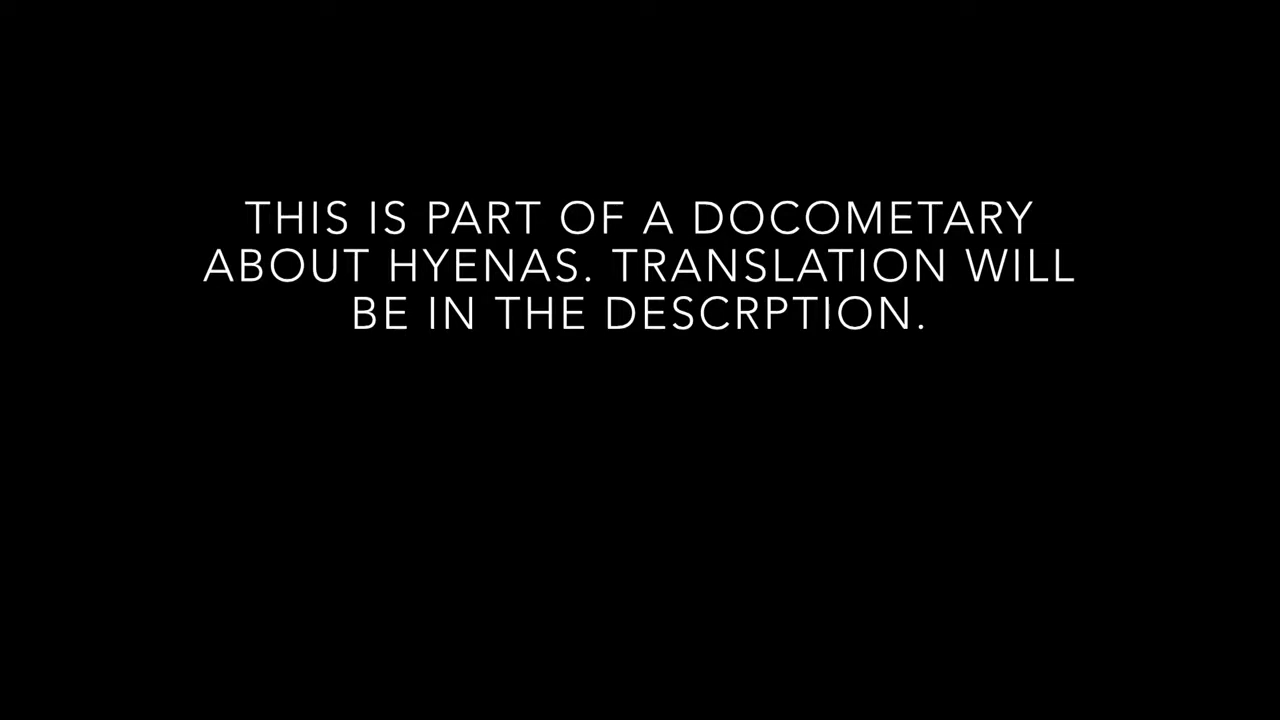 THIS IS PART OF A DOCOMETARY
ABOUT HYENAS. TRANSLATION WILL
BE IN THE DESCRPTION.